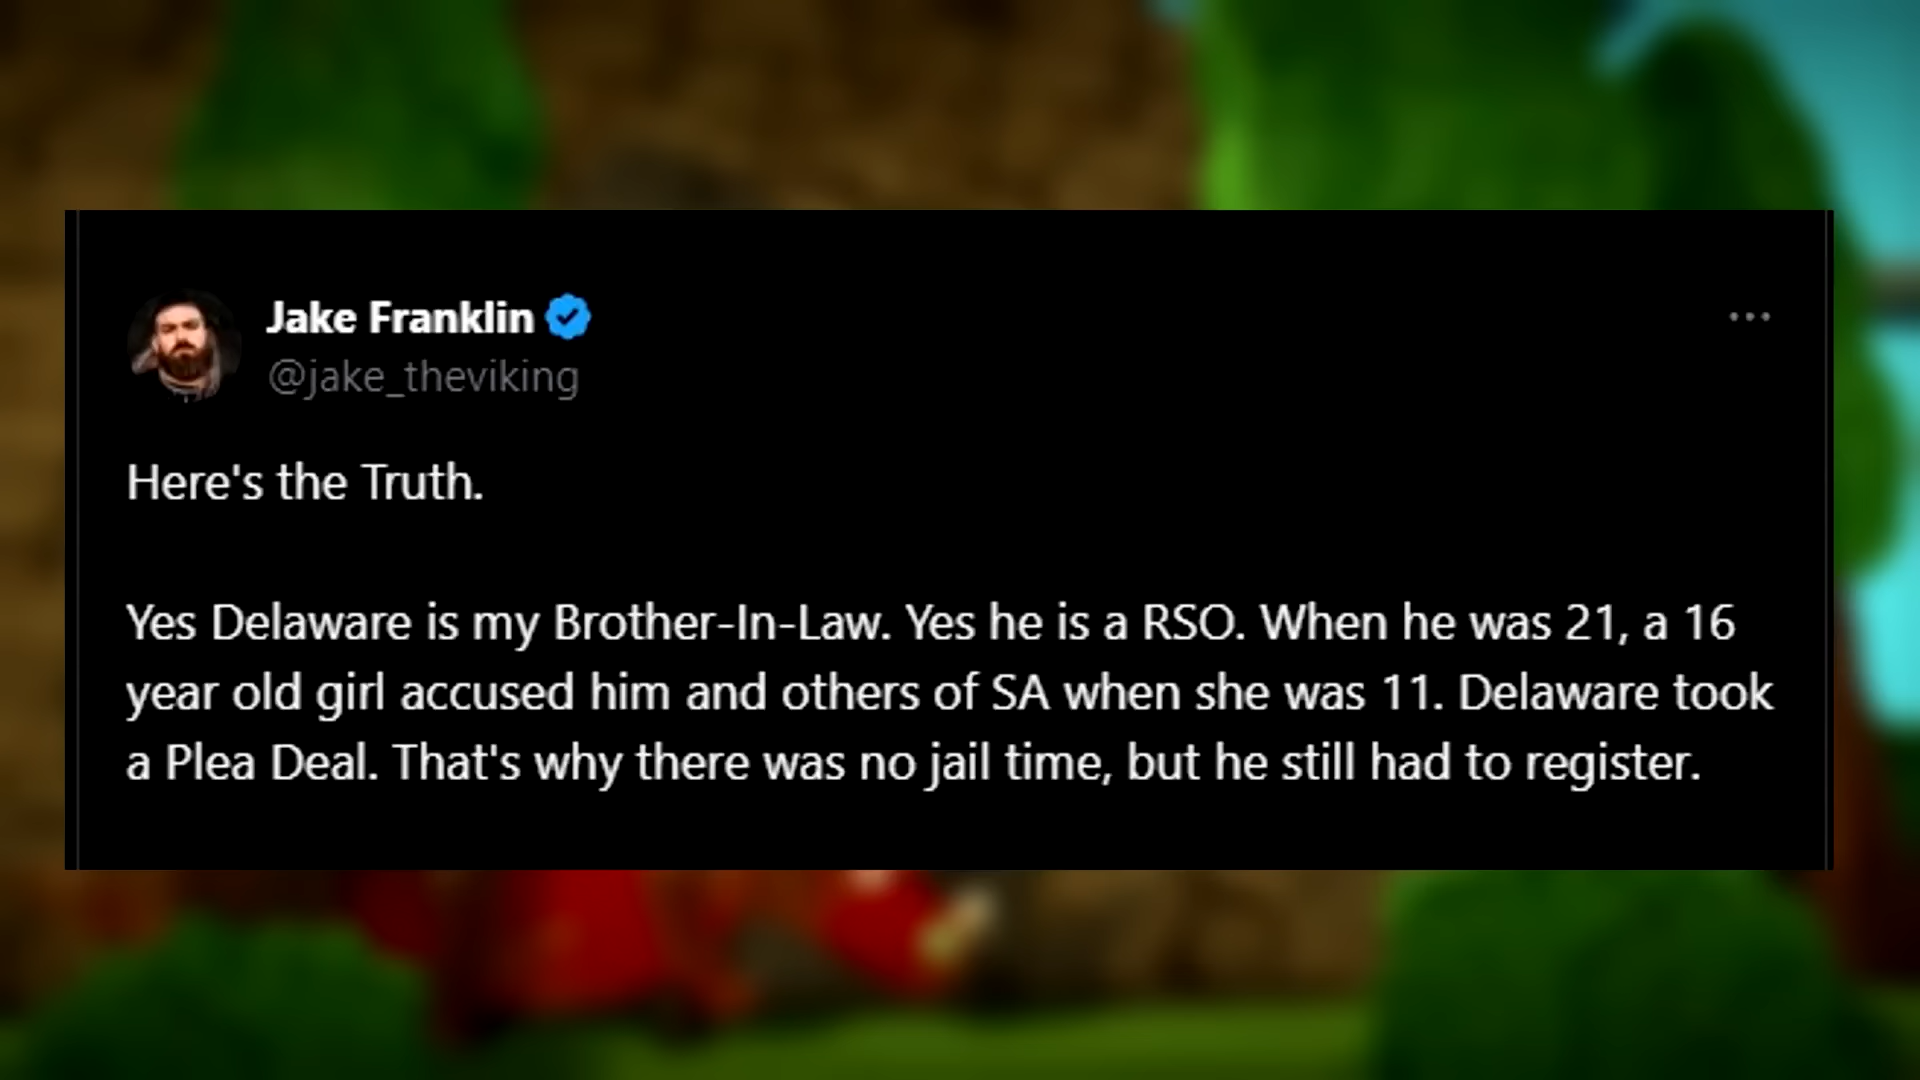 Jake Franklin
@jake_theviking
Here's the Truth.
Yes Delaware is my Brother-In-Law. Yes he is a RSO. When he was 21, a 16
year old girl accused him and others of SA when she was 11. Delaware took
a Plea Deal. That's why there was no jail time, but he still had to register.